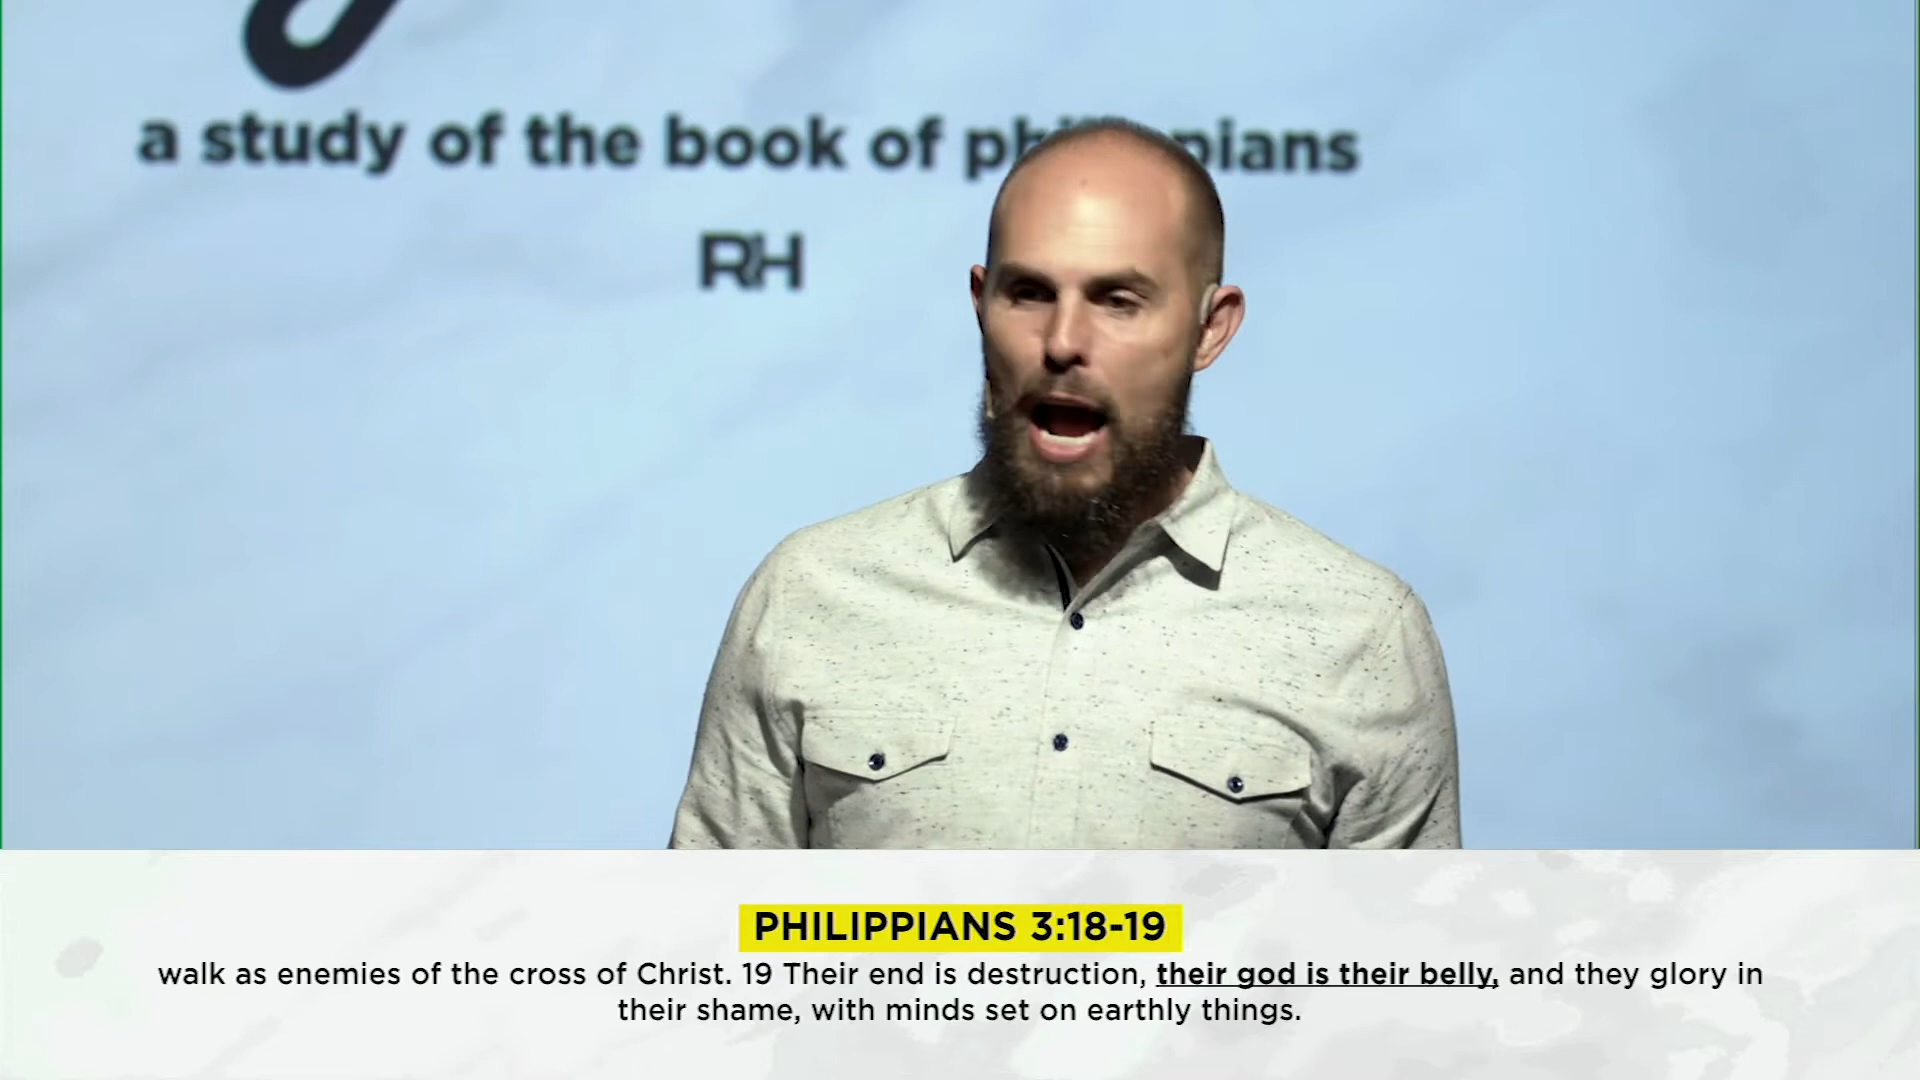 a study of the book of philippians
RH
PHILIPPIANS 3:18-19
walk as enemies of the cross of Christ. 19 Their end is destruction, their god is their belly, and they glory in
their shame, with minds set on earthly things.